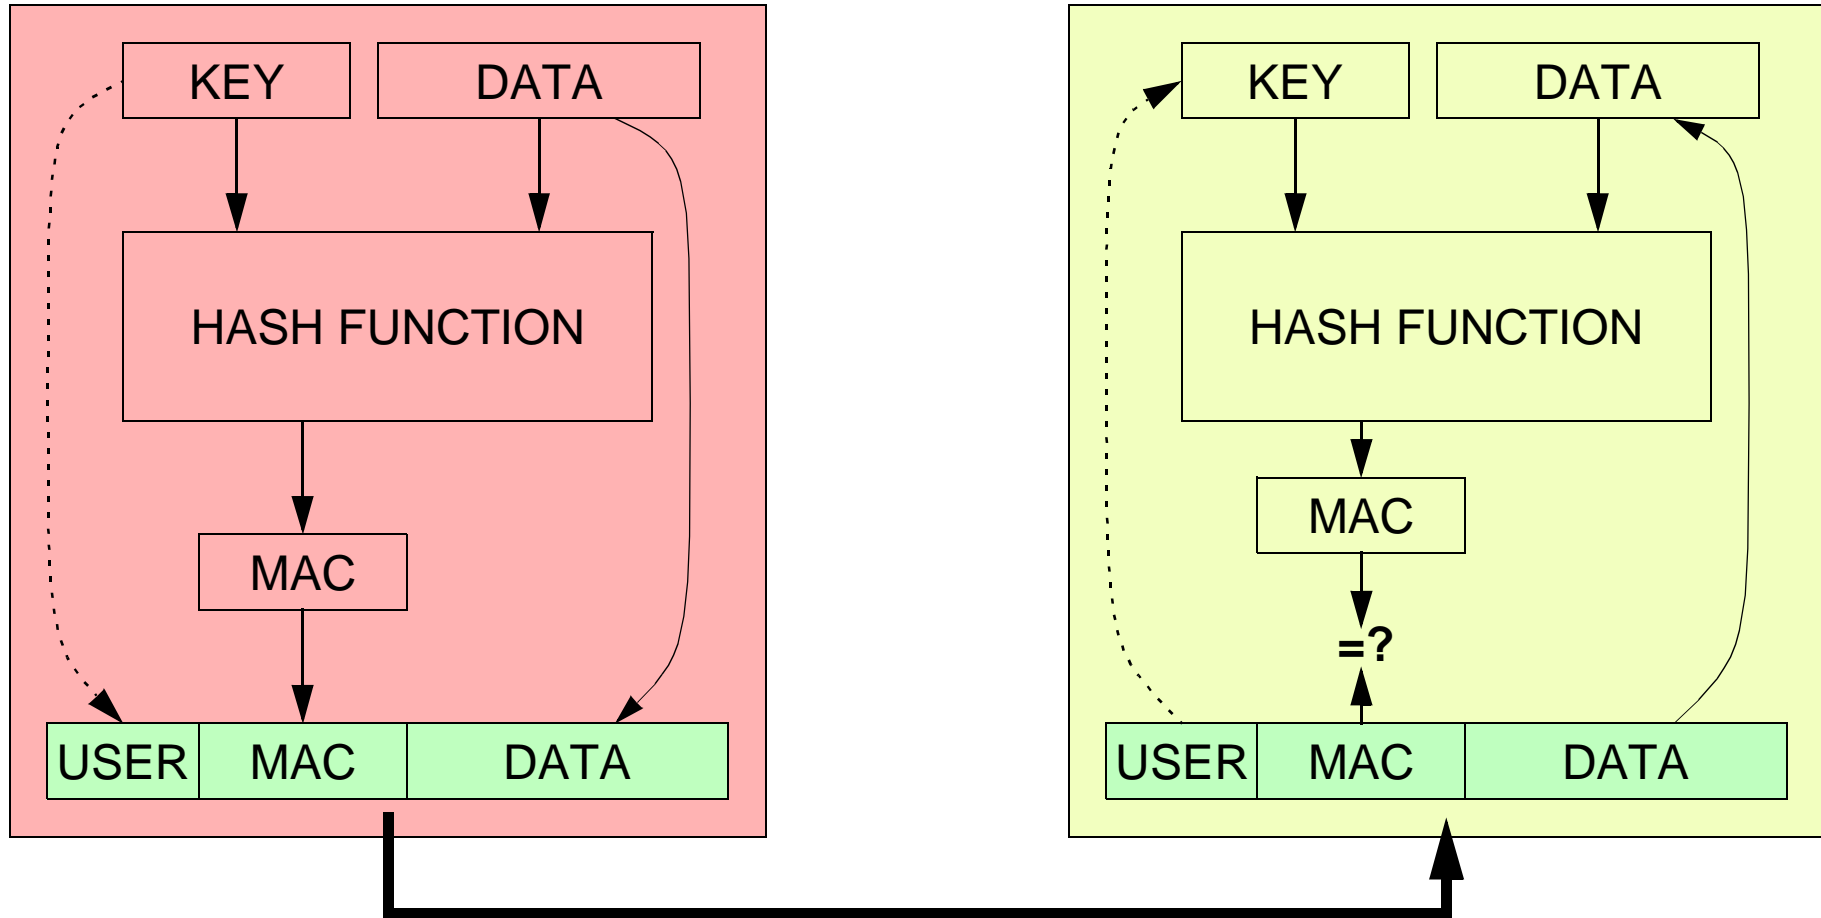 KEY DATA
HASH FUNCTION
MAC
USER MAC DATA
KEY DATA
HASH FUNCTION
MAC
=?
USER MAC DATA